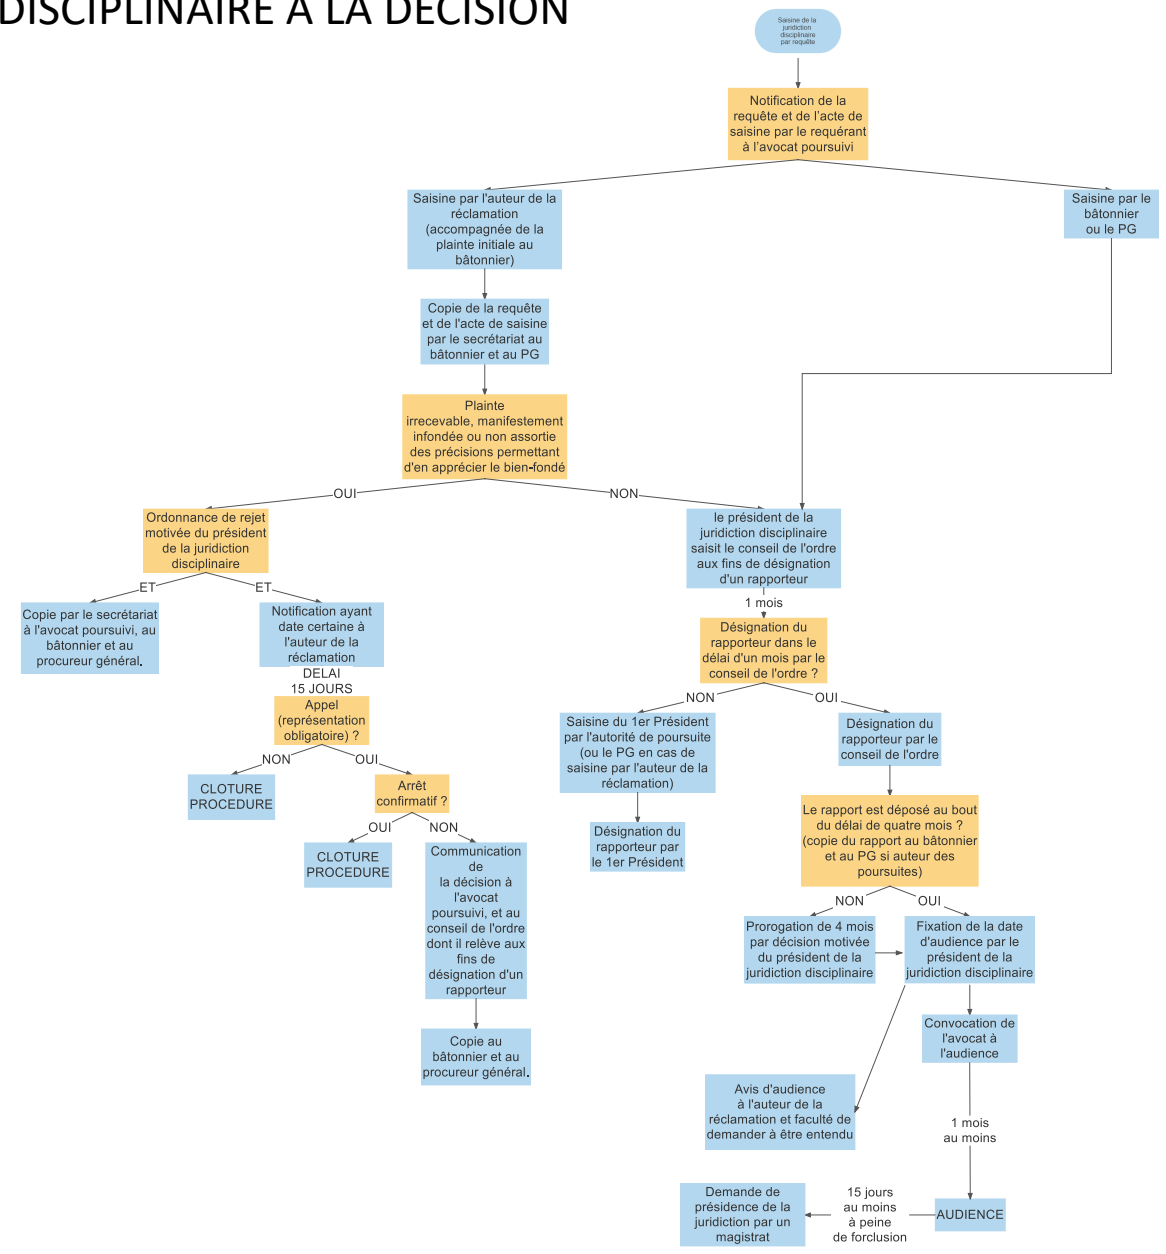 DISCIPLINAIRE A LA DECISION
Saisine de la
juridiction
disciplinaire
par requête
Notification de la
requête et de l'acte de
saisine par le requérant
à l'avocat poursuivi
Saisine par l'auteur de la
réclamation
(accompagnée de la
plainte initiale au
bâtonnier)
Saisine par le
bâtonnier
ou le PG
Copie de la requête
et de l'acte de saisine
par le secrétariat au
bâtonnier et au PG
Plainte
irrecevable, manifestement
infondée ou non assortie
des précisions permettant
d'en apprécier le bien-fondé
OUI
NON
Ordonnance de rejet
motivée du président
de la juridiction
disciplinaire
le président de la
juridiction disciplinaire
saisit le conseil de l'ordre
aux fins de désignation
d'un rapporteur
ET
ET
1 mois
Copie par le secrétariat
à l'avocat poursuivi, au
bâtonnier et au
procureur général.
Notification ayant
date certaine à
l'auteur de la
réclamation
DELAI
15 JOURS
Désignation du
rapporteur dans le
délai d'un mois par le
conseil de l'ordre ?
NON
OUI
Appel
(représentation
obligatoire) ?
NON
OUI
Saisine du 1er Président
par l'autorité de poursuite
(ou le PG en cas de
saisine par l'auteur de la
réclamation)
Désignation du
rapporteur par le
conseil de l'ordre
CLOTURE
PROCEDURE
Arrêt
confirmatif ?
OUI
NON
Désignation du
rapporteur par
le 1er Président
Le rapport est déposé au bout
du délai de quatre mois ?
(copie du rapport au bâtonnier
et au PG si auteur des
poursuites)
CLOTURE
PROCEDURE
Communication
de
la décision à
l'avocat
poursuivi, et au
conseil de l'ordre
dont il relève aux
fins de
désignation d'un
rapporteur
NON
OUI
Prorogation de 4 mois
par décision motivée
du président de la
juridiction disciplinaire
Fixation de la date
d'audience par le
président de la
juridiction disciplinaire
Copie au
bâtonnier et au
procureur général.
Convocation de
l'avocat à
l'audience
Avis d'audience
à l'auteur de la
réclamation et faculté de
demander à être entendu
1 mois
au moins
Demande de
présidence de la
juridiction par un
magistrat
15 jours
au moins
à peine
de forclusion
AUDIENCE